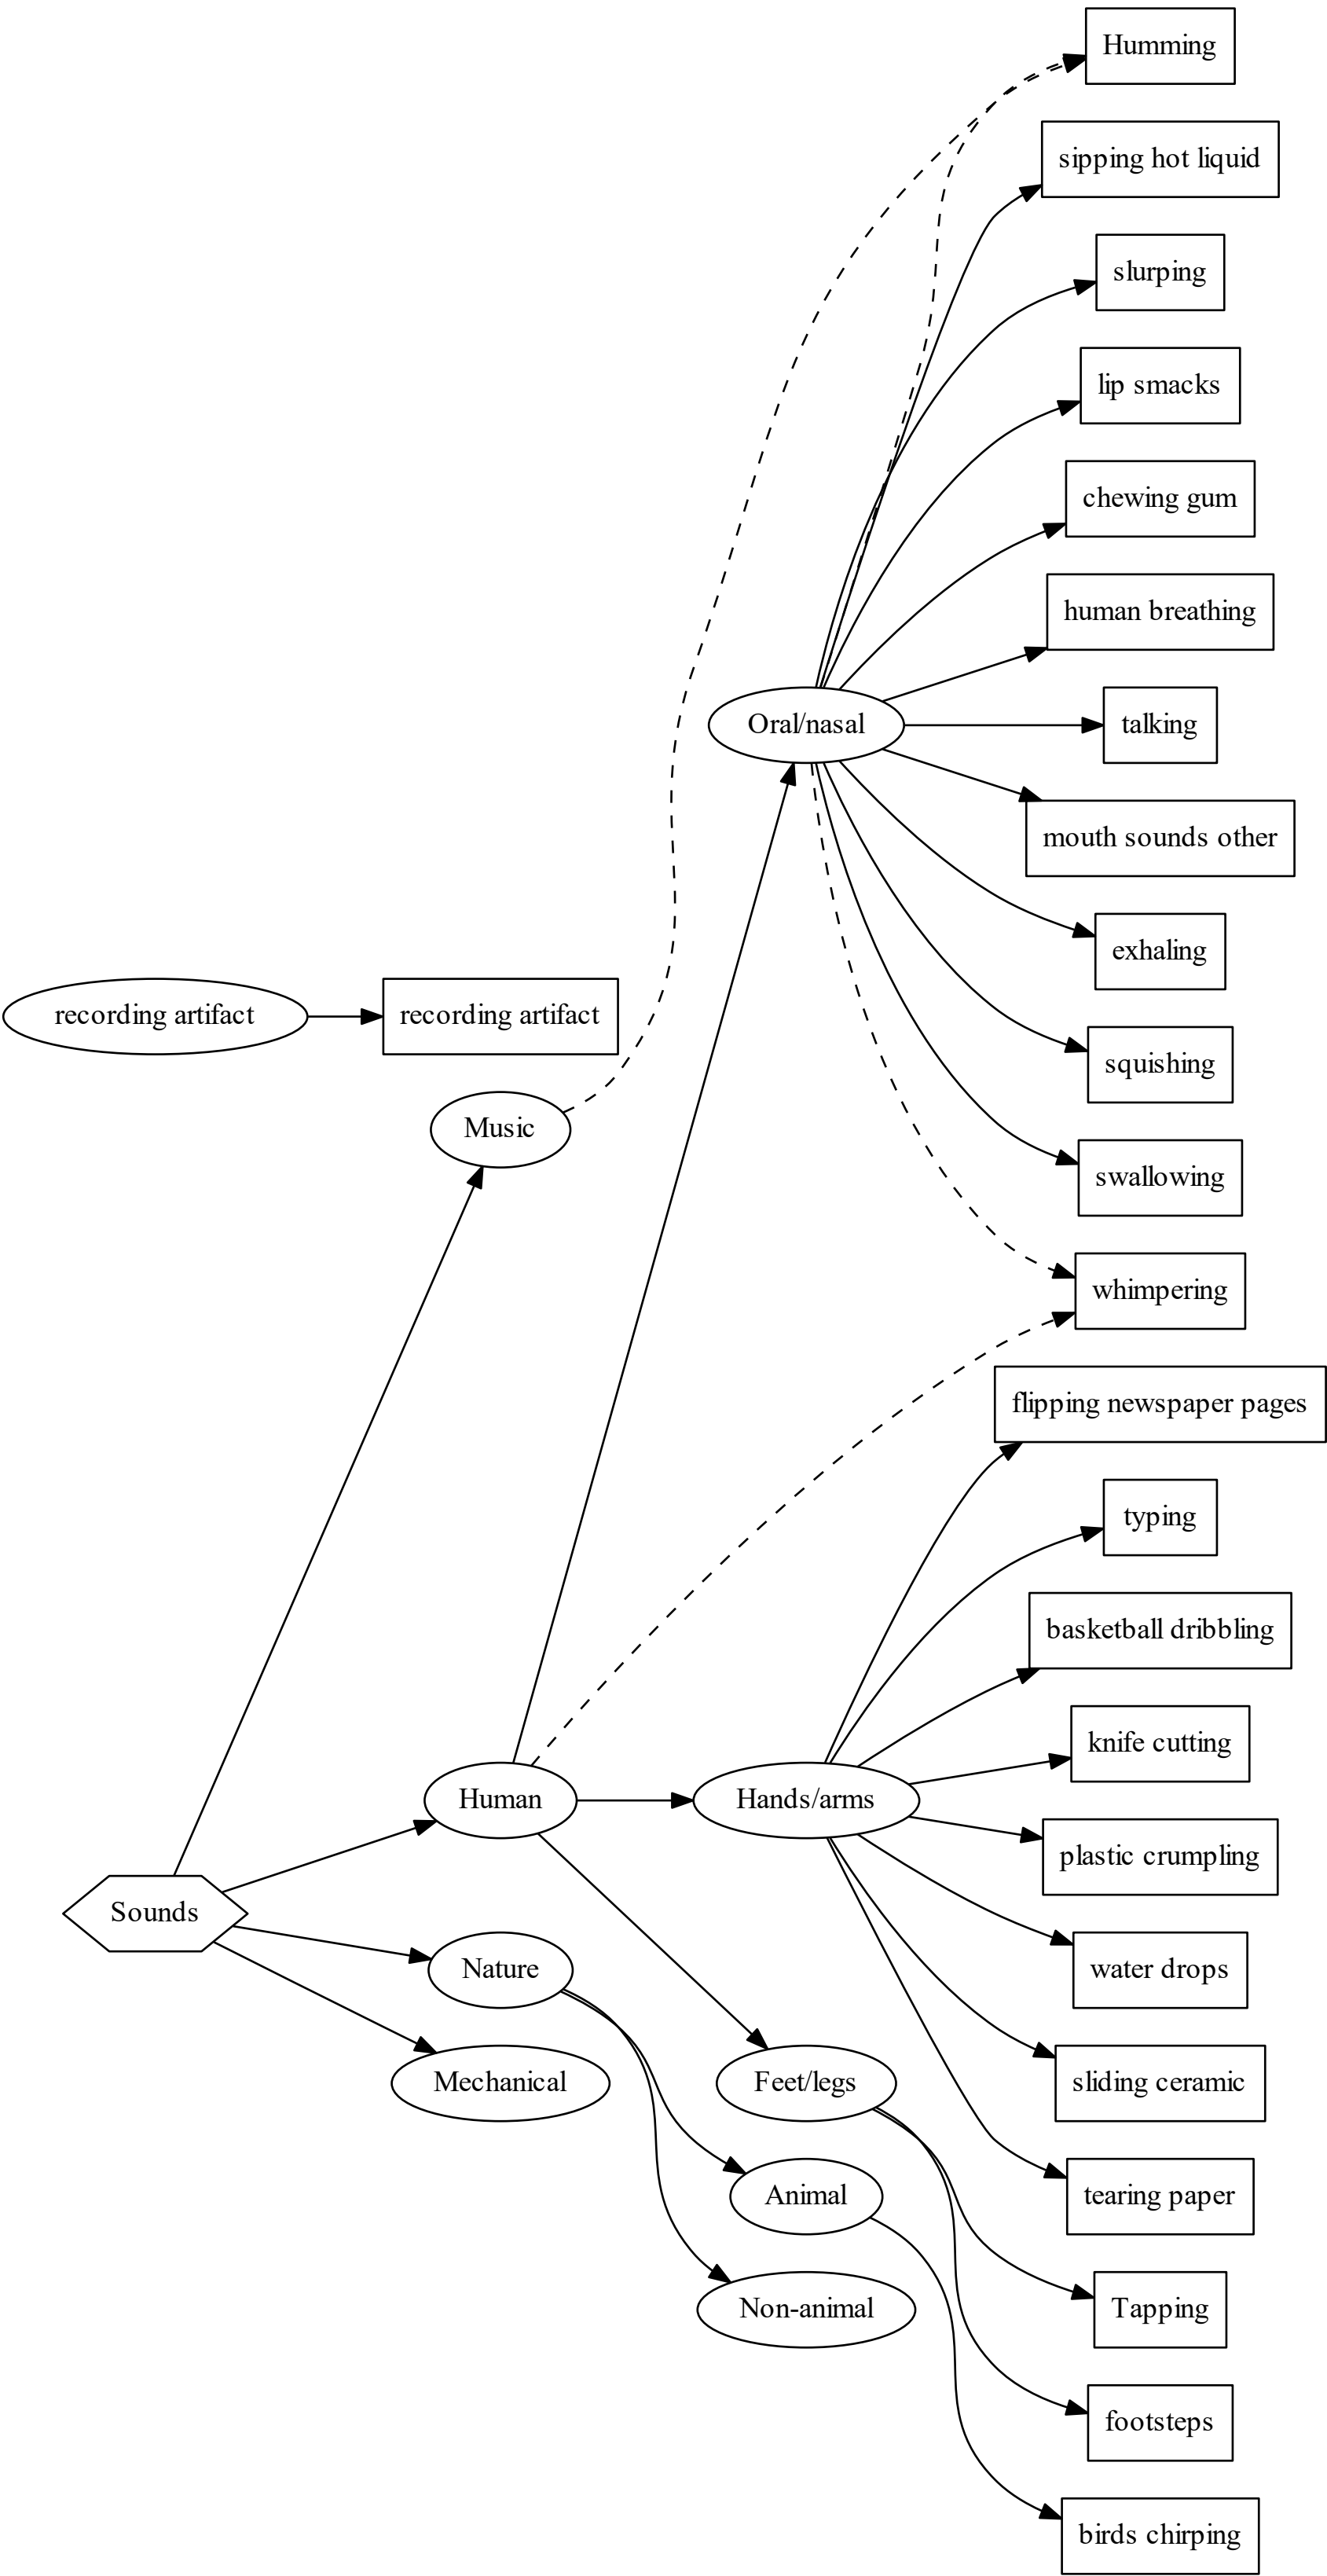 Humming
sipping hot liquid
slurping
lip smacks
chewing gum
human breathing
Oral/nasal
talking
mouth sounds other
exhaling
recording artifact
recording artifact
squishing
Music
swallowing
whimpering
flipping newspaper pages
typing
basketball dribbling
knife cutting
Human
Hands/arms
plastic crumpling
Sounds
Nature
water drops
Mechanical
Feet/legs
sliding ceramic
Animal
tearing paper
Non-animal
Tapping
footsteps
birds chirping